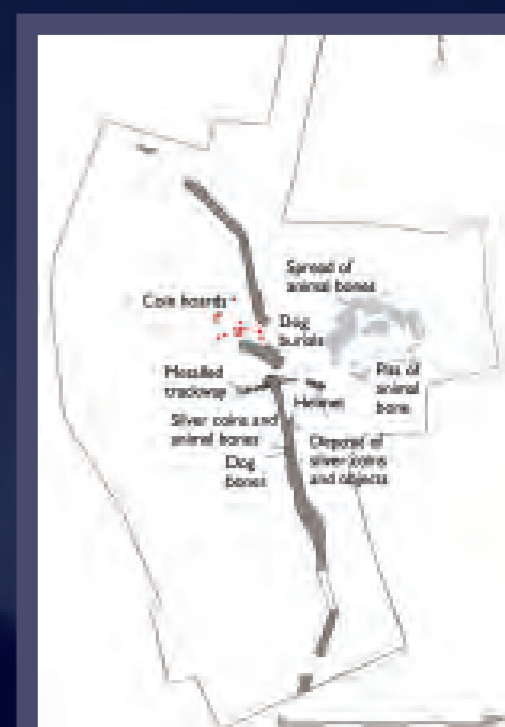 Spread of
animal bones
Coin hoards
Dog
burials
Metalled
trackway
Helmet
Pits of
animal
bone
Silver coins and
animal bones
Dog
bones
Deposit of
silver coins
and objects